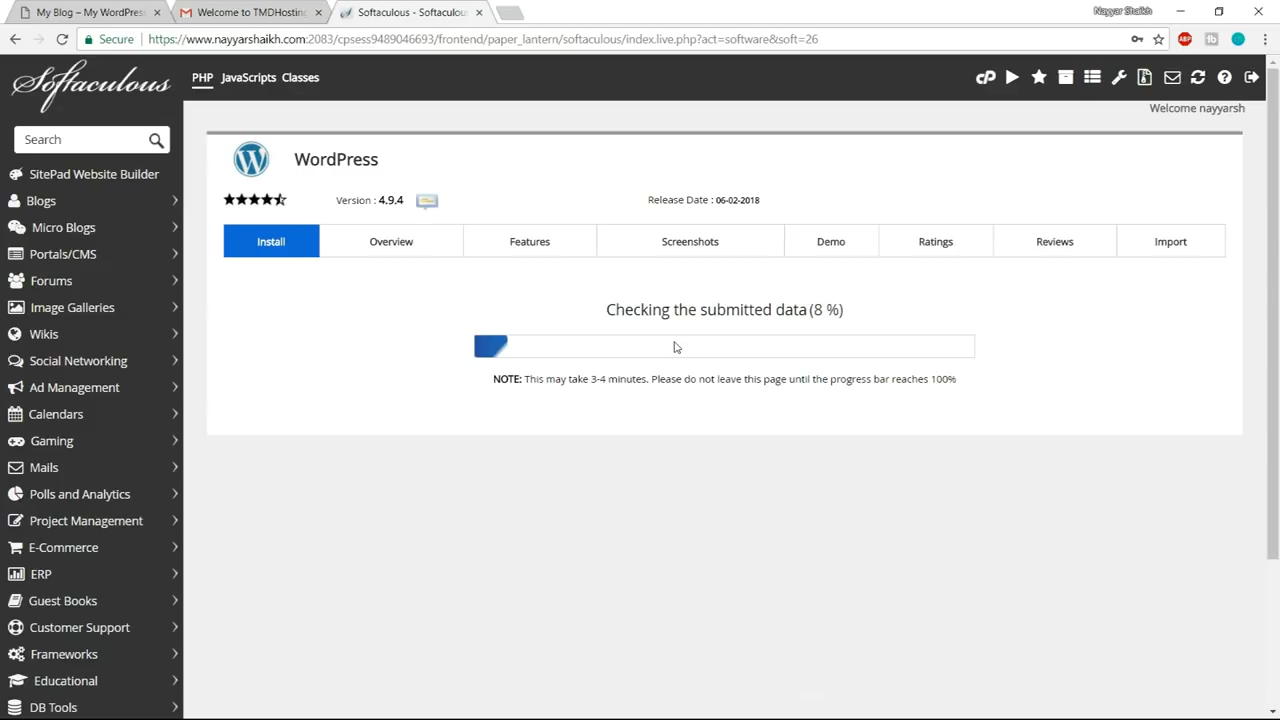 My Blog – My WordPress
Welcome to TMDHosting
Softaculous - Softaculou
Nayyar Shaikh
Secure
https://www.nayyarshaikh.com:2083/cpsess9489046693/frontend/paper_lantern/softaculous/index.live.php?act=software&soft=26
ABP
Softaculous
PHP
JavaScripts
Classes
cP
Welcome nayyarsh
Search
SitePad Website Builder
Blogs
Micro Blogs
Portals/CMS
Forums
Image Galleries
Wikis
Social Networking
Ad Management
Calendars
Gaming
Mails
Polls and Analytics
Project Management
E-Commerce
ERP
Guest Books
Customer Support
Frameworks
Educational
DB Tools
WordPress
Version : 4.9.4
Release Date : 06-02-2018
Install
Overview
Features
Screenshots
Demo
Ratings
Reviews
Import
Checking the submitted data (8 %)
NOTE: This may take 3-4 minutes. Please do not leave this page until the progress bar reaches 100%